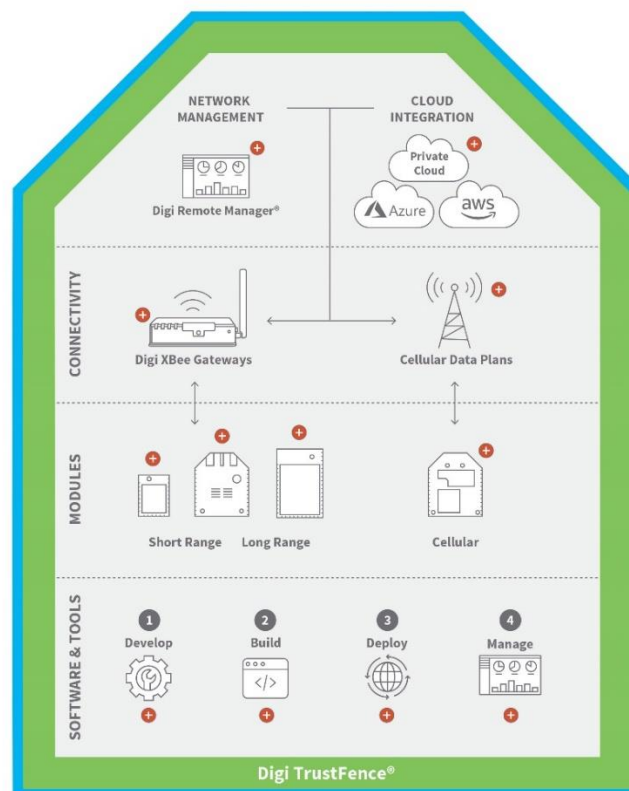 NETWORK
MANAGEMENT
CLOUD
INTEGRATION
Private
Cloud
Azure
aws
Digi Remote Manager®
CONNECTIVITY
Digi XBee Gateways
Cellular Data Plans
MODULES
Short Range
Long Range
Cellular
SOFTWARE & TOOLS
1
2
3
4
Develop
Build
Deploy
Manage
</>
Digi TrustFence®